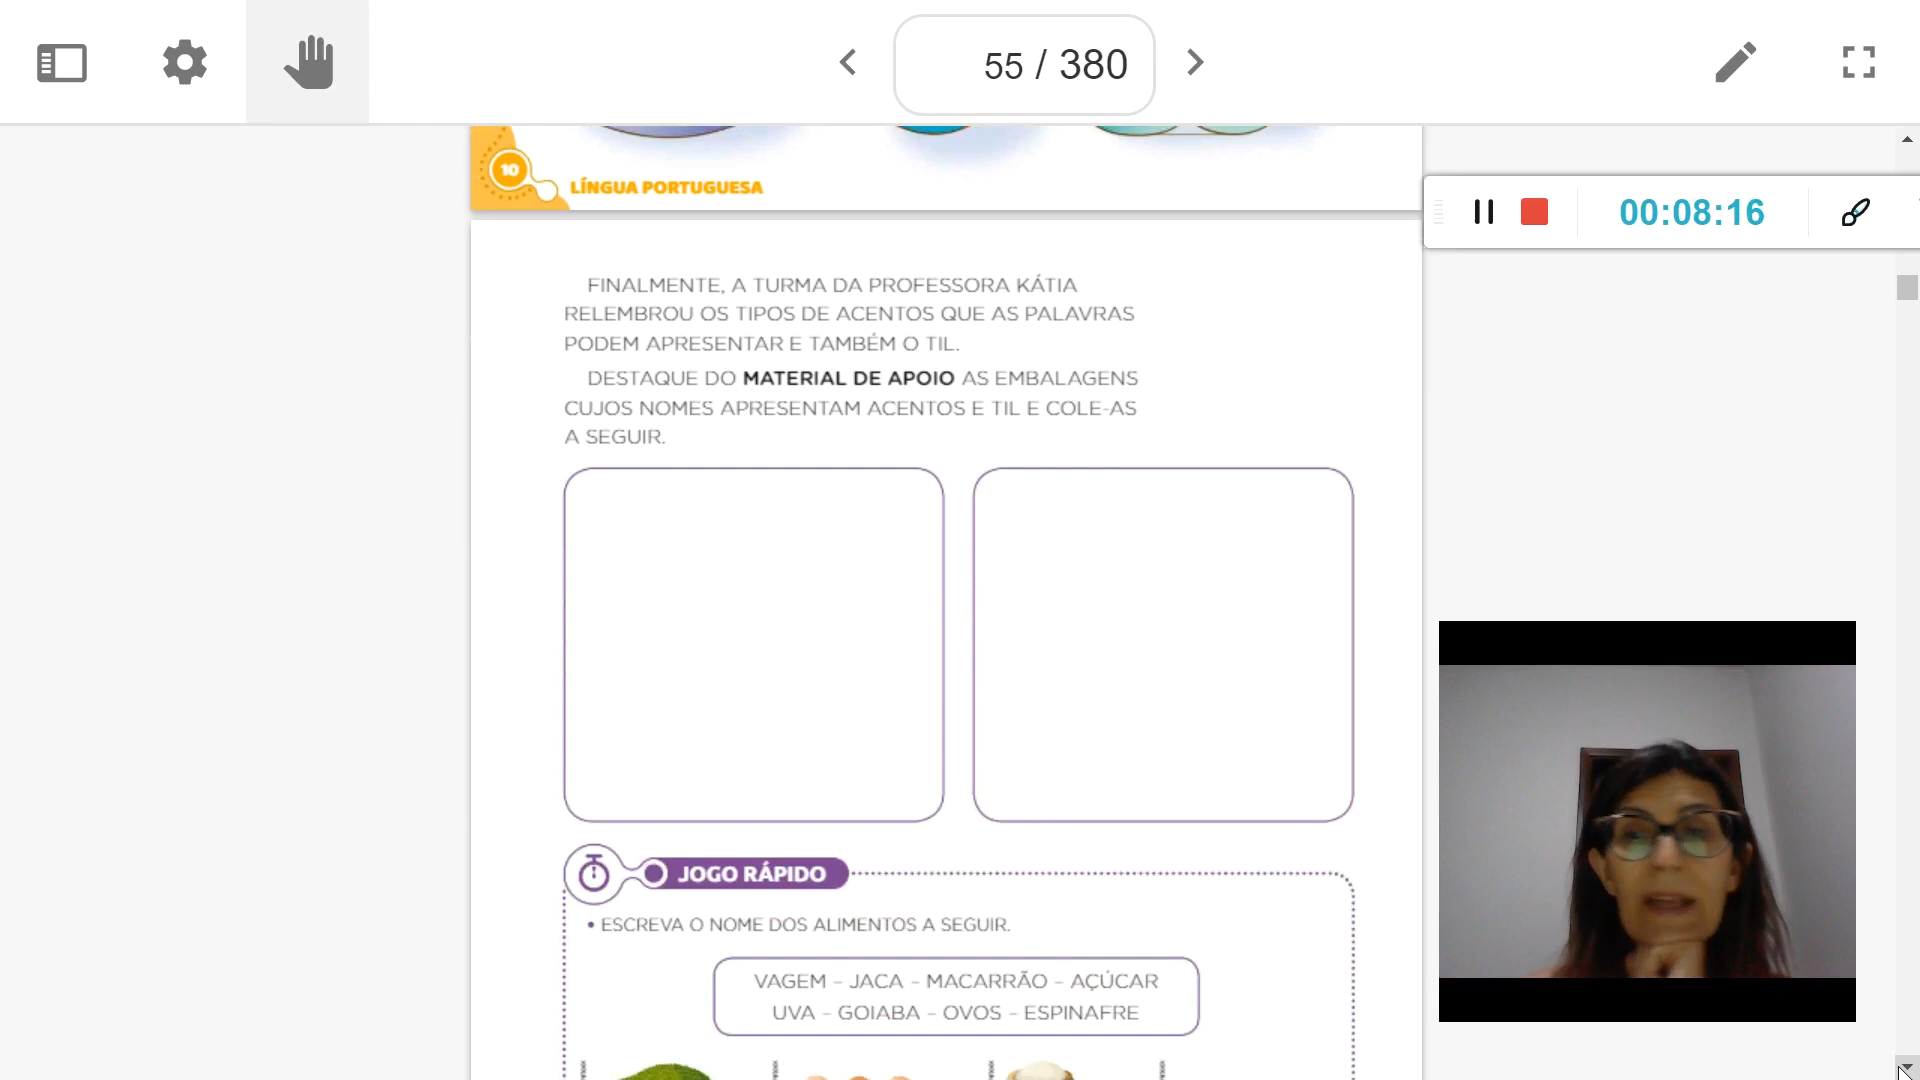 55 / 380
10
LÍNGUA PORTUGUESA
00:08:16
FINALMENTE, A TURMA DA PROFESSORA KÁTIA
RELEMBROU OS TIPOS DE ACENTOS QUE AS PALAVRAS
PODEM APRESENTAR E TAMBÉM O TIL.
DESTAQUE DO MATERIAL DE APOIO AS EMBALAGENS
CUJOS NOMES APRESENTAM ACENTOS E TIL E COLE-AS
A SEGUIR.
JOGO RÁPIDO
• ESCREVA O NOME DOS ALIMENTOS A SEGUIR.
VAGEM – JACA – MACARRÃO – AÇÚCAR
UVA – GOIABA – OVOS – ESPINAFRE